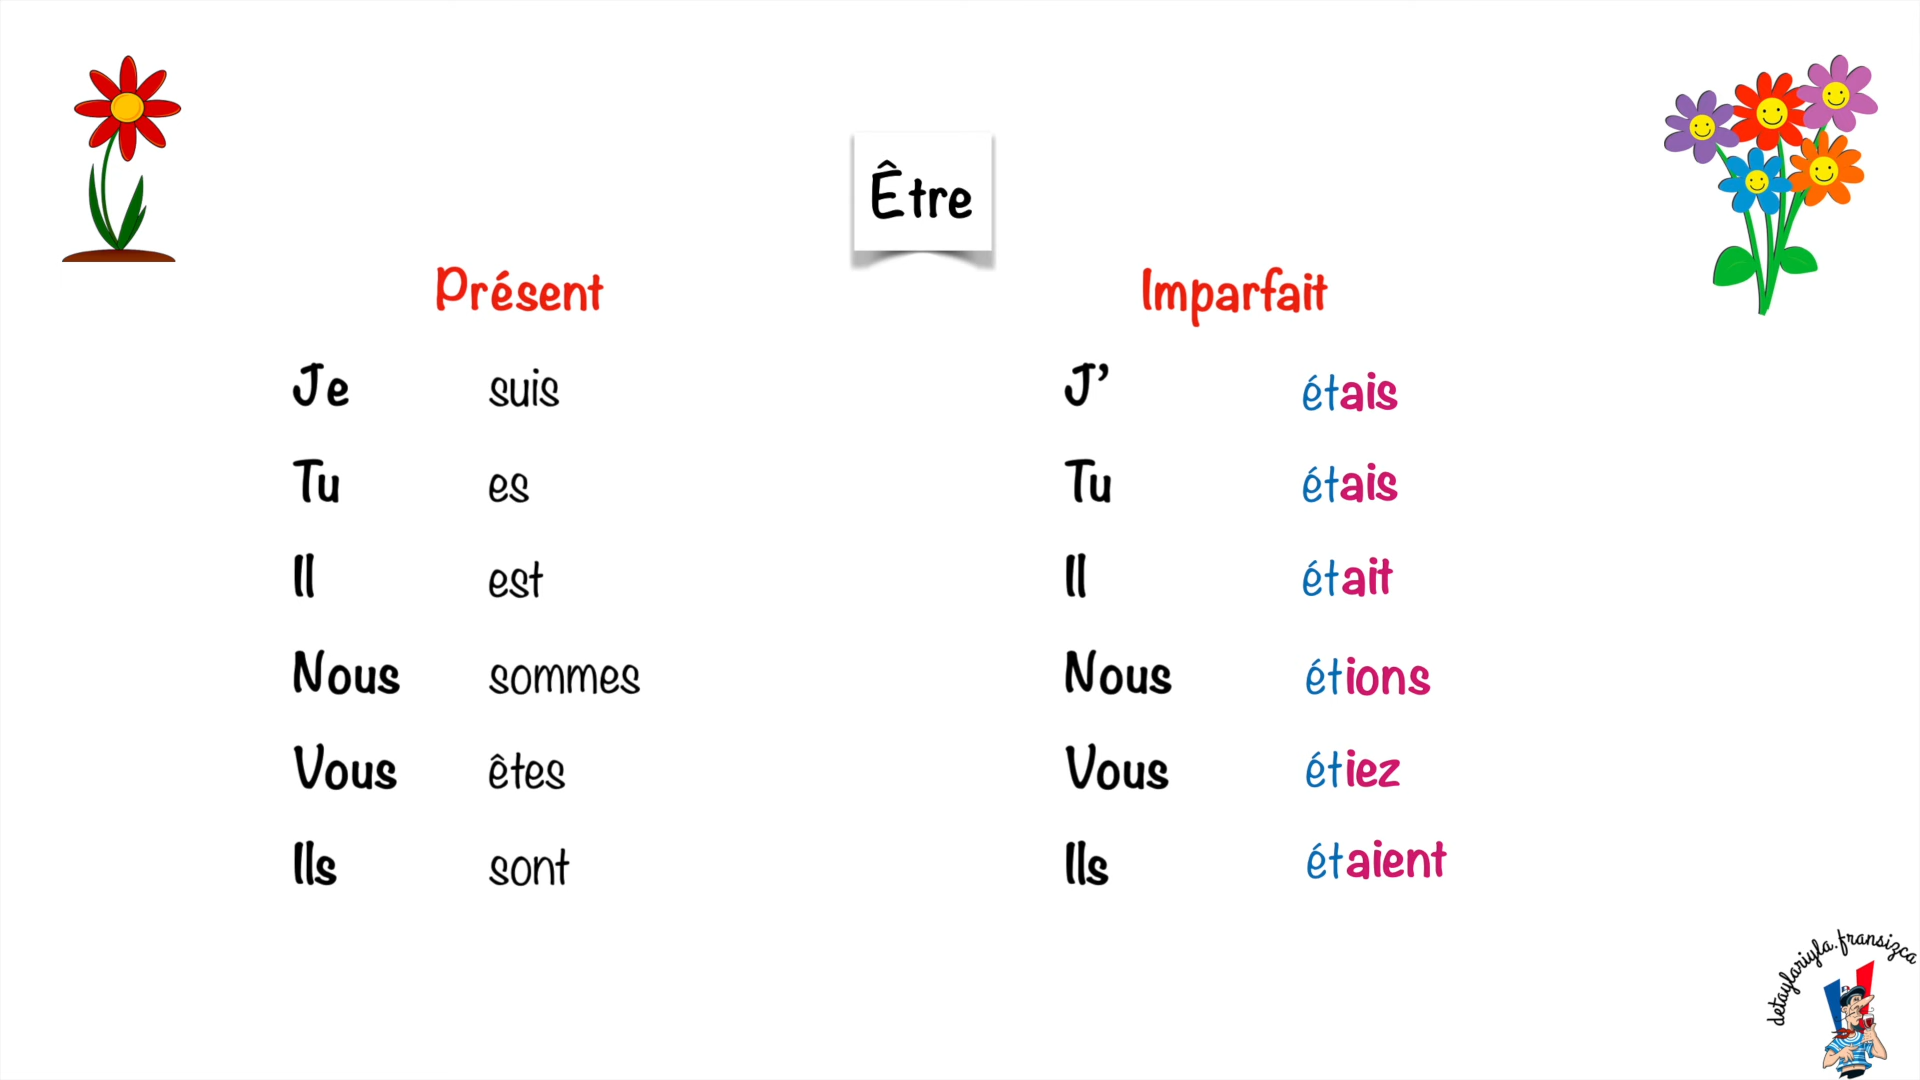 Être
Présent
Je suis
Tu es
Il est
Nous sommes
Vous êtes
Ils sont
Imparfait
J’ étais
Tu étais
Il était
Nous étions
Vous étiez
Ils étaient
detaylariyla.fransizca